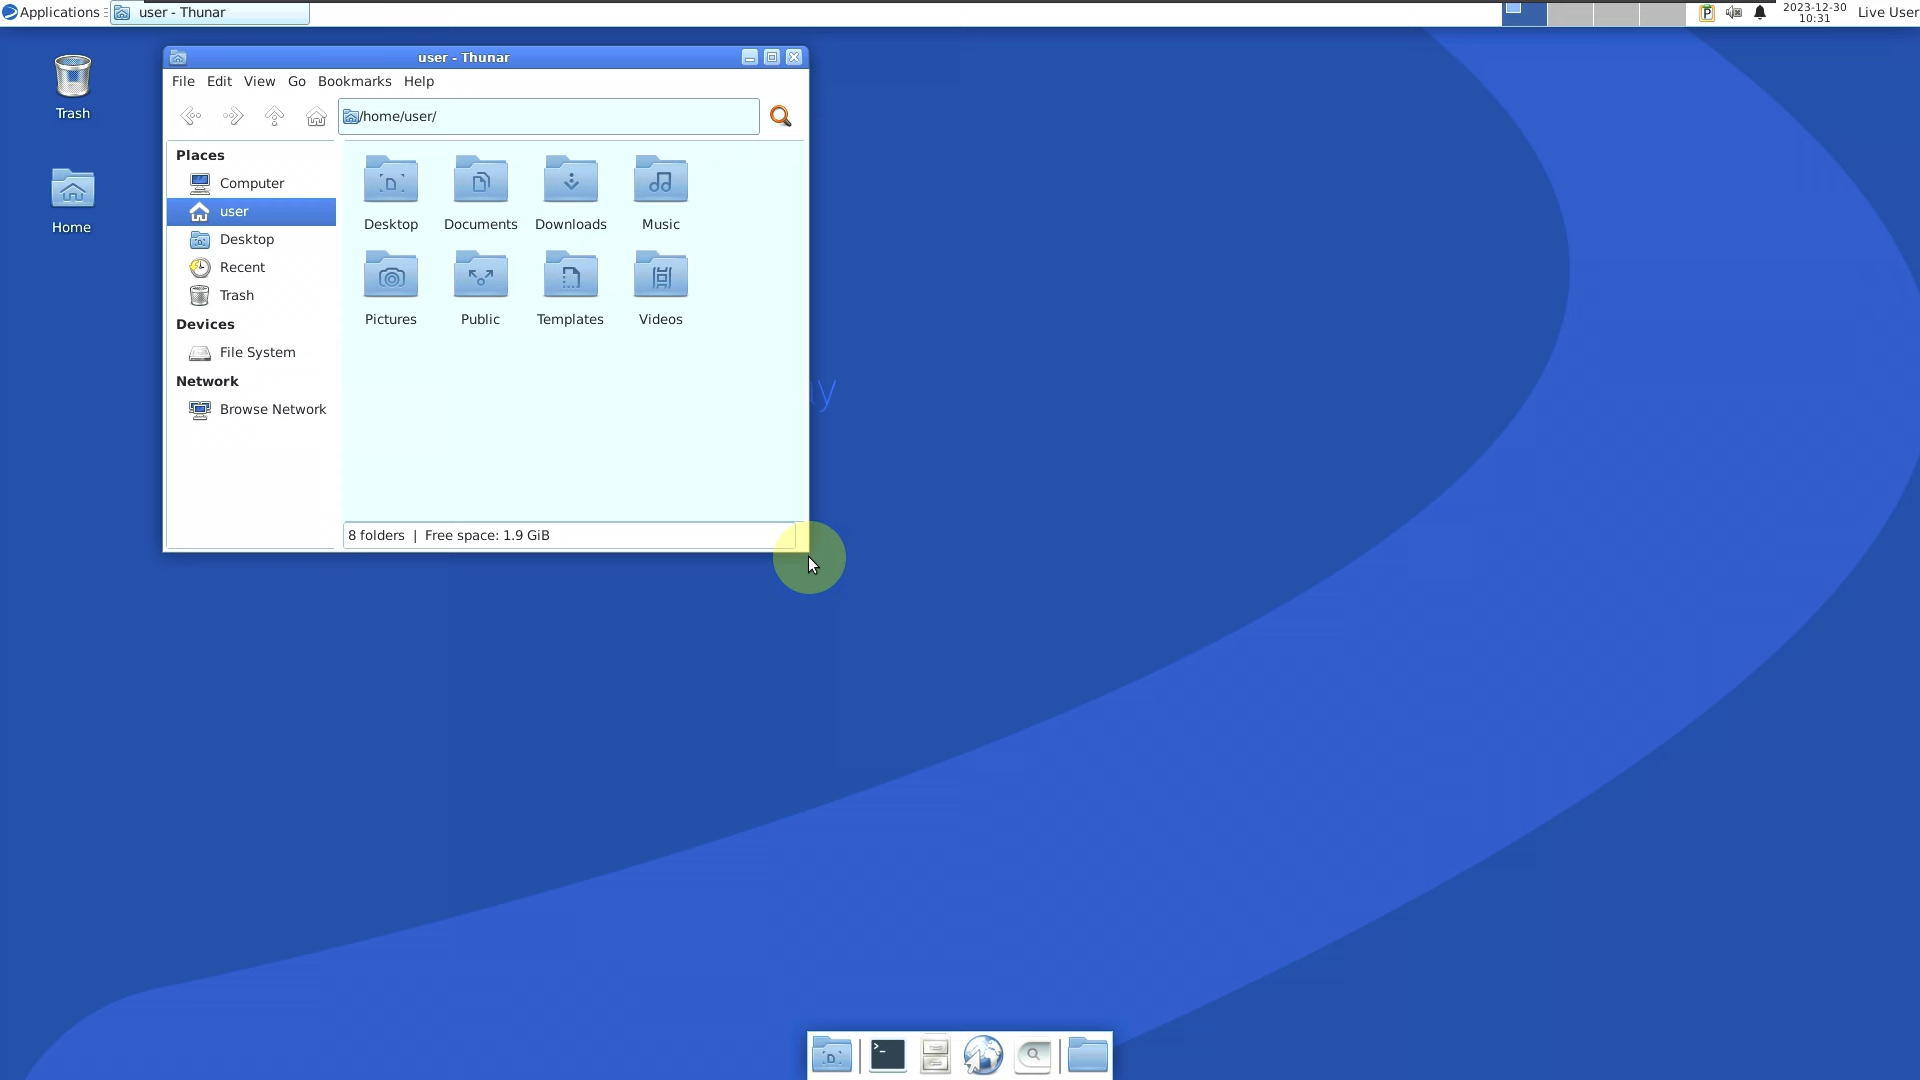 Applications
user - Thunar
2023-12-30
10:31
Live User
Trash
Home
user - Thunar
File Edit View Go Bookmarks Help
/home/user/
Places
Computer
user
Desktop
Recent
Trash
Devices
File System
Network
Browse Network
Desktop Documents Downloads Music
Pictures Public Templates Videos
8 folders | Free space: 1.9 GiB